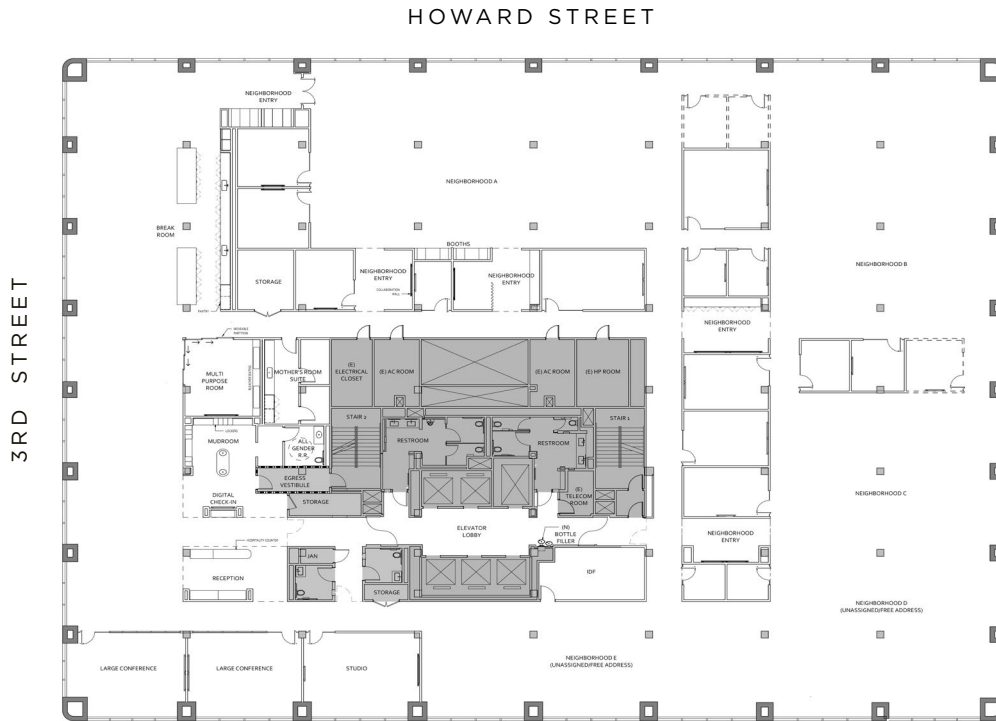 HOWARD STREET
3RD STREET
NEIGHBORHOOD
ENTRY
NEIGHBORHOOD A
BREAK
ROOM
BOOTHS
NEIGHBORHOOD
ENTRY
COLLABORATION
WALL
NEIGHBORHOOD
ENTRY
STORAGE
PANTRY
NEIGHBORHOOD B
NEIGHBORHOOD
ENTRY
MOVEABLE
PARTITION
MULTI
PURPOSE
ROOM
MOTHER'S ROOM
SUITE
(E)
ELECTRICAL
CLOSET
(E) AC ROOM
(E) AC ROOM
(E) HP ROOM
STAIR 2
STAIR 1
LOCKERS
MUDROOM
ALL
GENDER
R.R.
RESTROOM
RESTROOM
EGRESS
VESTIBULE
DIGITAL
CHECK-IN
STORAGE
(E)
TELECOM
ROOM
NEIGHBORHOOD C
ELEVATOR
LOBBY
(N)
BOTTLE
FILLER
NEIGHBORHOOD
ENTRY
HOSPITALITY COUNTER
JAN
RECEPTION
STORAGE
IDF
NEIGHBORHOOD D
(UNASSIGNED/FREE ADDRESS)
LARGE CONFERENCE
LARGE CONFERENCE
STUDIO
NEIGHBORHOOD E
(UNASSIGNED/FREE ADDRESS)